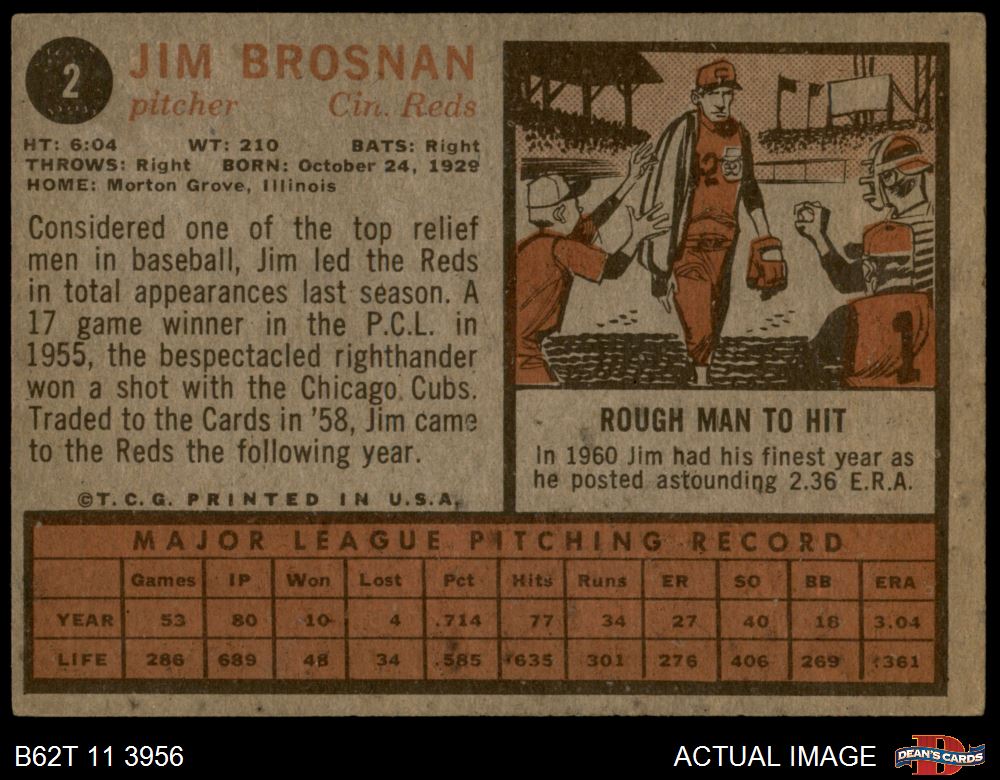 2
JIM BROSNAN
pitcher Cin. Reds
HT: 6:04 WT: 210 BATS: Right
THROWS: Right BORN: October 24, 1929
HOME: Morton Grove, Illinois
Considered one of the top relief
men in baseball, Jim led the Reds
in total appearances last season. A
17 game winner in the P.C.L. in
1955, the bespectacled righthander
won a shot with the Chicago Cubs.
Traded to the Cards in '58, Jim came
to the Reds the following year.
©T.C.G. PRINTED IN U.S.A.
C
12
1
ROUGH MAN TO HIT
In 1960 Jim had his finest year as
he posted astounding 2.36 E.R.A.
MAJOR LEAGUE PITCHING RECORD
Games IP Won Lost Pct Hits Runs ER SO BB ERA
YEAR 53 80 10 4 .714 77 34 27 40 18 3.04
LIFE 286 689 48 34 .585 635 301 276 406 269 361
B62T 11 3956
ACTUAL IMAGE
D
DEAN'S CARDS